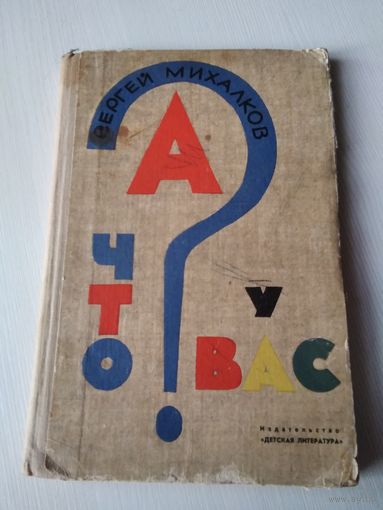 СЕРГЕЙ МИХАЛКОВ
А
ЧТО
У
ВАС
?
Издательство
«ДЕТСКАЯ ЛИТЕРАТУРА»